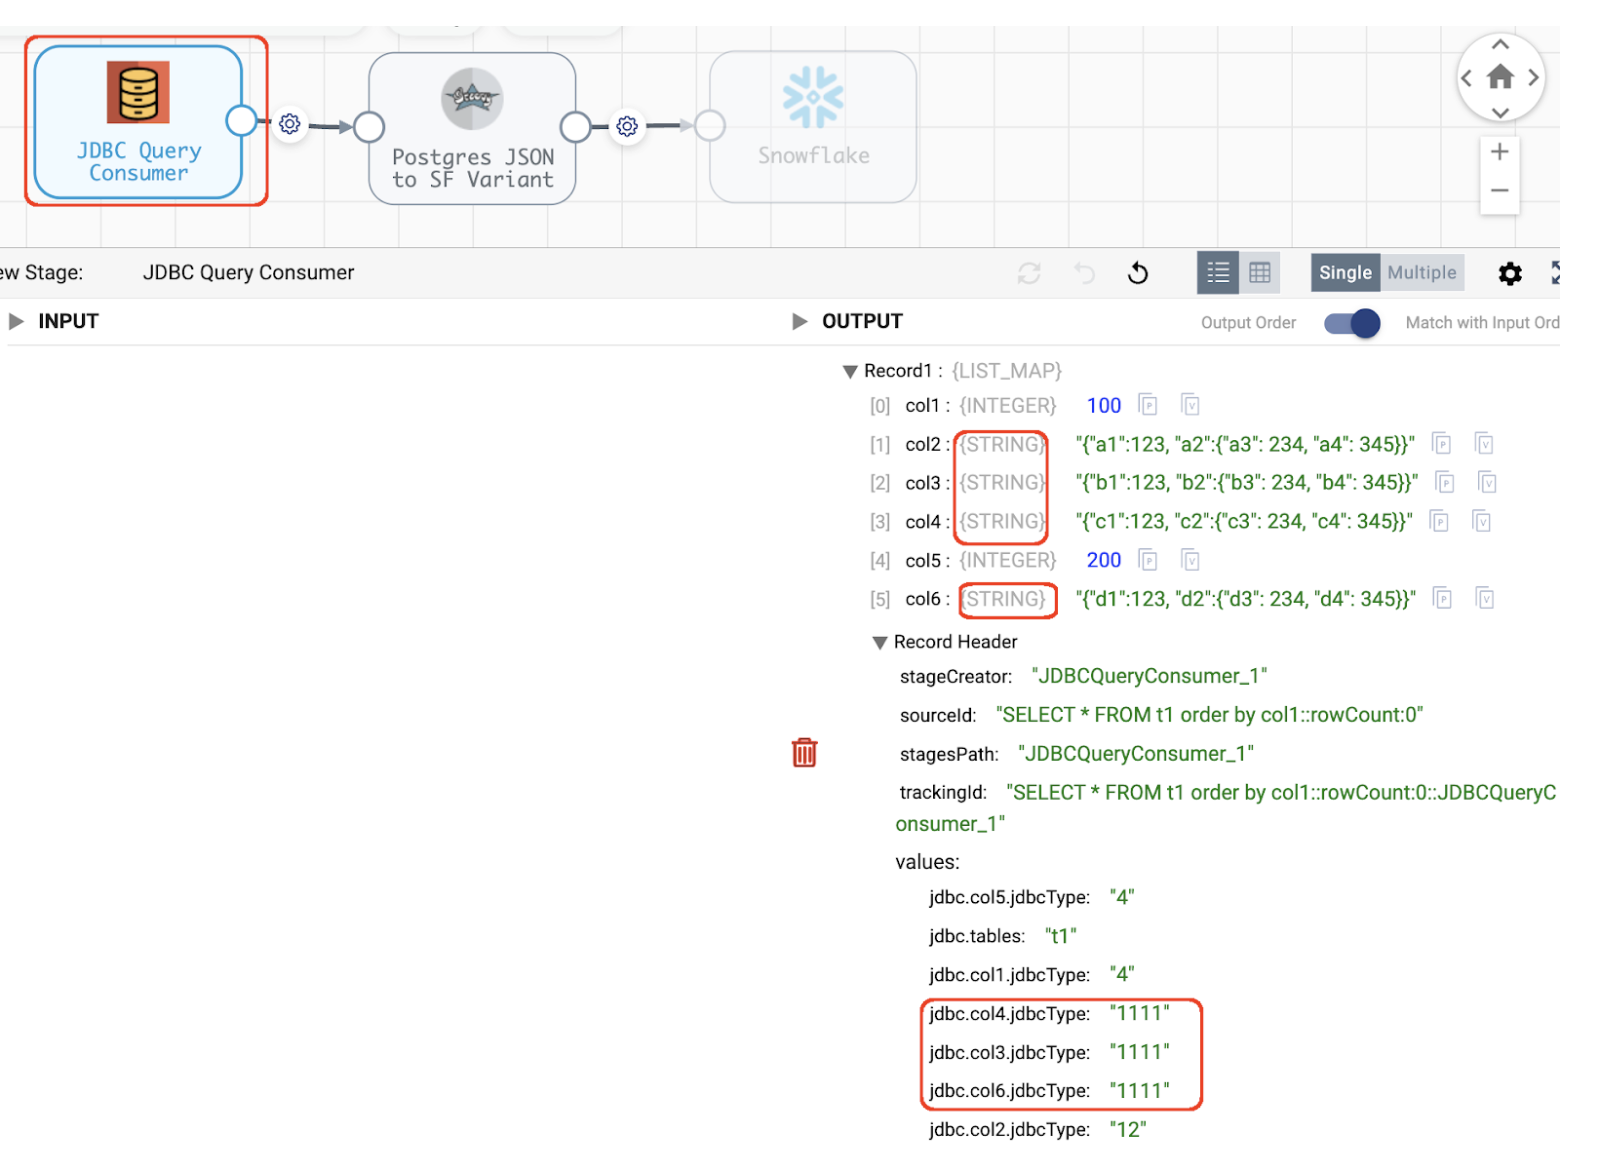 JDBC Query
Consumer
Groovy
Postgres JSON
to SF Variant
Snowflake
+
−
ew Stage: JDBC Query Consumer
Single Multiple
INPUT
OUTPUT Output Order Match with Input Ord
Record1 : {LIST_MAP}
[0] col1 : {INTEGER} 100 P V
[1] col2 : {STRING} "{"a1":123, "a2":{"a3": 234, "a4": 345}}" P V
[2] col3 : {STRING} "{"b1":123, "b2":{"b3": 234, "b4": 345}}" P V
[3] col4 : {STRING} "{"c1":123, "c2":{"c3": 234, "c4": 345}}" P V
[4] col5 : {INTEGER} 200 P V
[5] col6 : {STRING} "{"d1":123, "d2":{"d3": 234, "d4": 345}}" P V
Record Header
stageCreator: "JDBCQueryConsumer_1"
sourceId: "SELECT * FROM t1 order by col1::rowCount:0"
stagesPath: "JDBCQueryConsumer_1"
trackingId: "SELECT * FROM t1 order by col1::rowCount:0::JDBCQueryC
onsumer_1"
values:
jdbc.col5.jdbcType: "4"
jdbc.tables: "t1"
jdbc.col1.jdbcType: "4"
jdbc.col4.jdbcType: "1111"
jdbc.col3.jdbcType: "1111"
jdbc.col6.jdbcType: "1111"
jdbc.col2.jdbcType: "12"